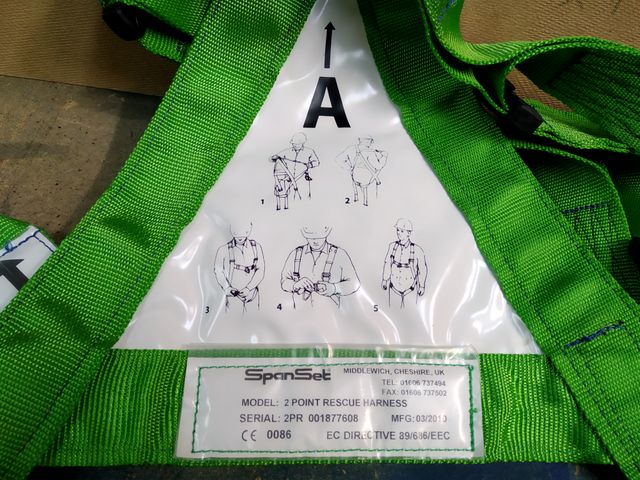 A
1
2
3
4
5
SpanSet MIDDLEWICH, CHESHIRE, UK
TEL: 01606 737494
FAX: 01606 737502
MODEL: 2 POINT RESCUE HARNESS
SERIAL: 2PR 001877608 MFG: 03/2010
CE 0086 EC DIRECTIVE 89/686/EEC